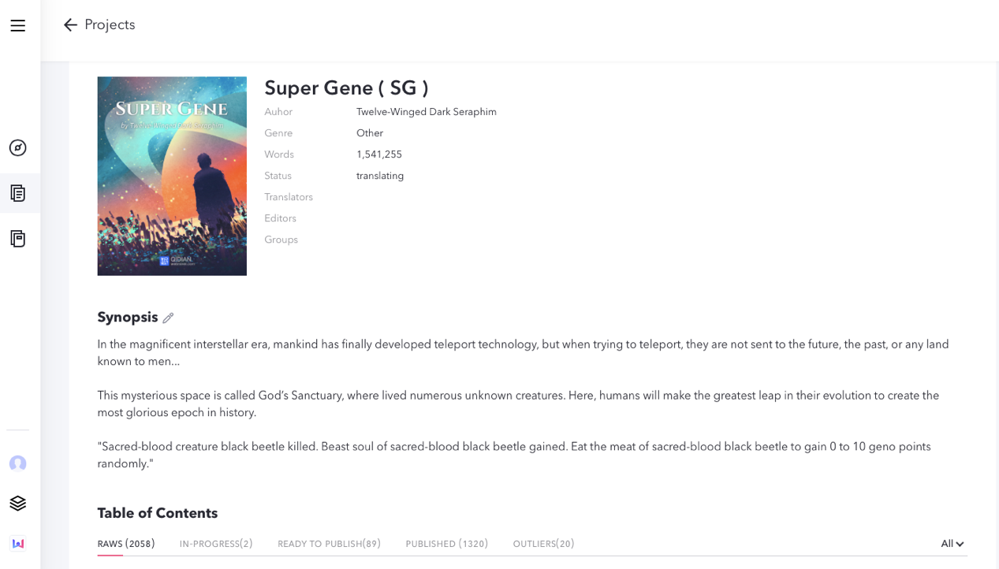 Projects
SUPER GENE
by Twelve-Winged Dark Seraphim
QIDIAN
Super Gene ( SG )
Auhor Twelve-Winged Dark Seraphim
Genre Other
Words 1,541,255
Status translating
Translators
Editors
Groups
Synopsis
In the magnificent interstellar era, mankind has finally developed teleport technology, but when trying to teleport, they are not sent to the future, the past, or any land
known to men...
This mysterious space is called God’s Sanctuary, where lived numerous unknown creatures. Here, humans will make the greatest leap in their evolution to create the
most glorious epoch in history.
"Sacred-blood creature black beetle killed. Beast soul of sacred-blood black beetle gained. Eat the meat of sacred-blood black beetle to gain 0 to 10 geno points
randomly."
Table of Contents
RAWS (2058) IN-PROGRESS(2) READY TO PUBLISH(89) PUBLISHED (1320) OUTLIERS(20) All